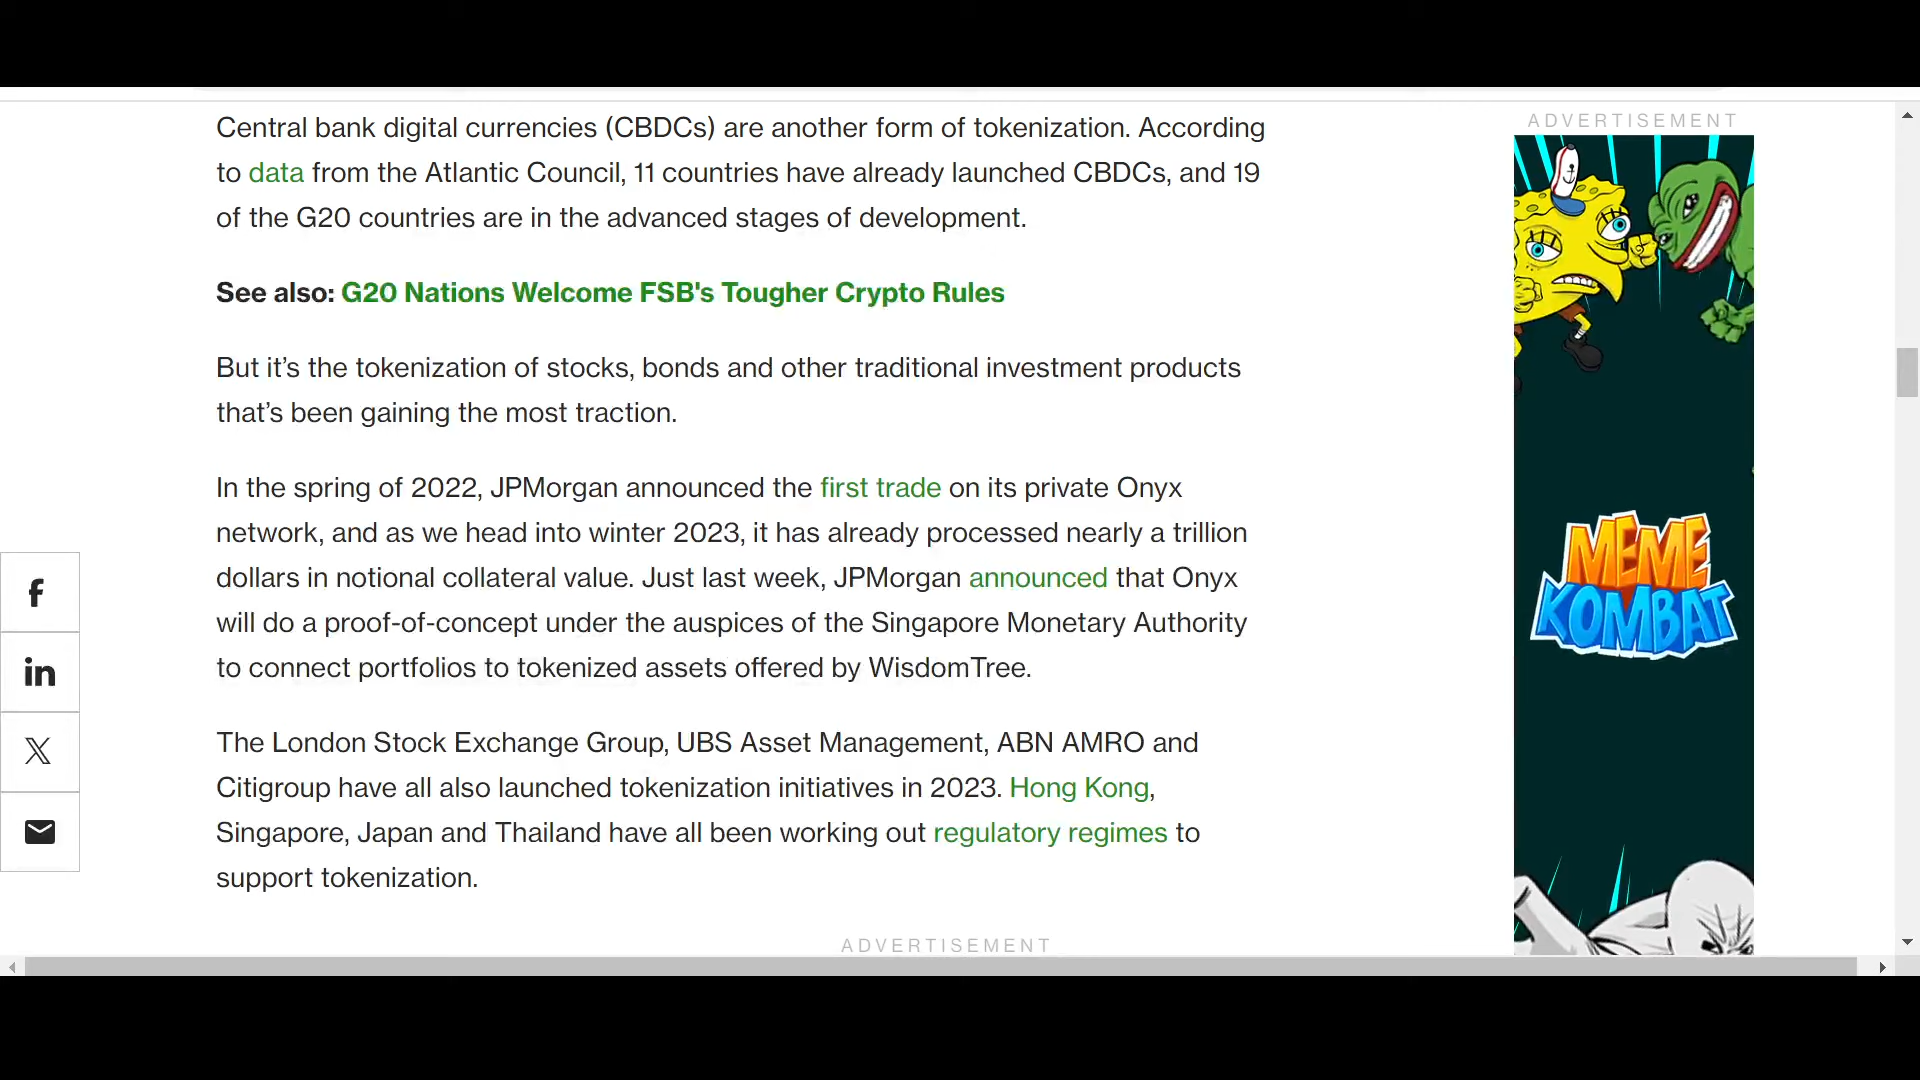 Central bank digital currencies (CBDCs) are another form of tokenization. According
to data from the Atlantic Council, 11 countries have already launched CBDCs, and 19
of the G20 countries are in the advanced stages of development.
See also: G20 Nations Welcome FSB's Tougher Crypto Rules
But it’s the tokenization of stocks, bonds and other traditional investment products
that’s been gaining the most traction.
In the spring of 2022, JPMorgan announced the first trade on its private Onyx
network, and as we head into winter 2023, it has already processed nearly a trillion
dollars in notional collateral value. Just last week, JPMorgan announced that Onyx
will do a proof-of-concept under the auspices of the Singapore Monetary Authority
to connect portfolios to tokenized assets offered by WisdomTree.
The London Stock Exchange Group, UBS Asset Management, ABN AMRO and
Citigroup have all also launched tokenization initiatives in 2023. Hong Kong,
Singapore, Japan and Thailand have all been working out regulatory regimes to
support tokenization.
ADVERTISEMENT
ADVERTISEMENT
MEME
KOMBAT
f
in
X